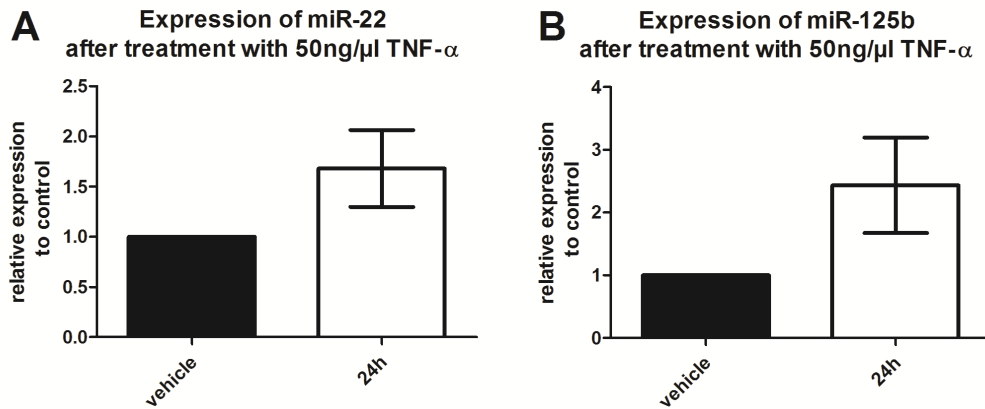 A
Expression of miR-22
after treatment with 50ng/µl TNF-α
relative expression
to control
2.5
2.0
1.5
1.0
0.5
0.0
vehicle
24h
B
Expression of miR-125b
after treatment with 50ng/µl TNF-α
relative expression
to control
4
3
2
1
0
vehicle
24h